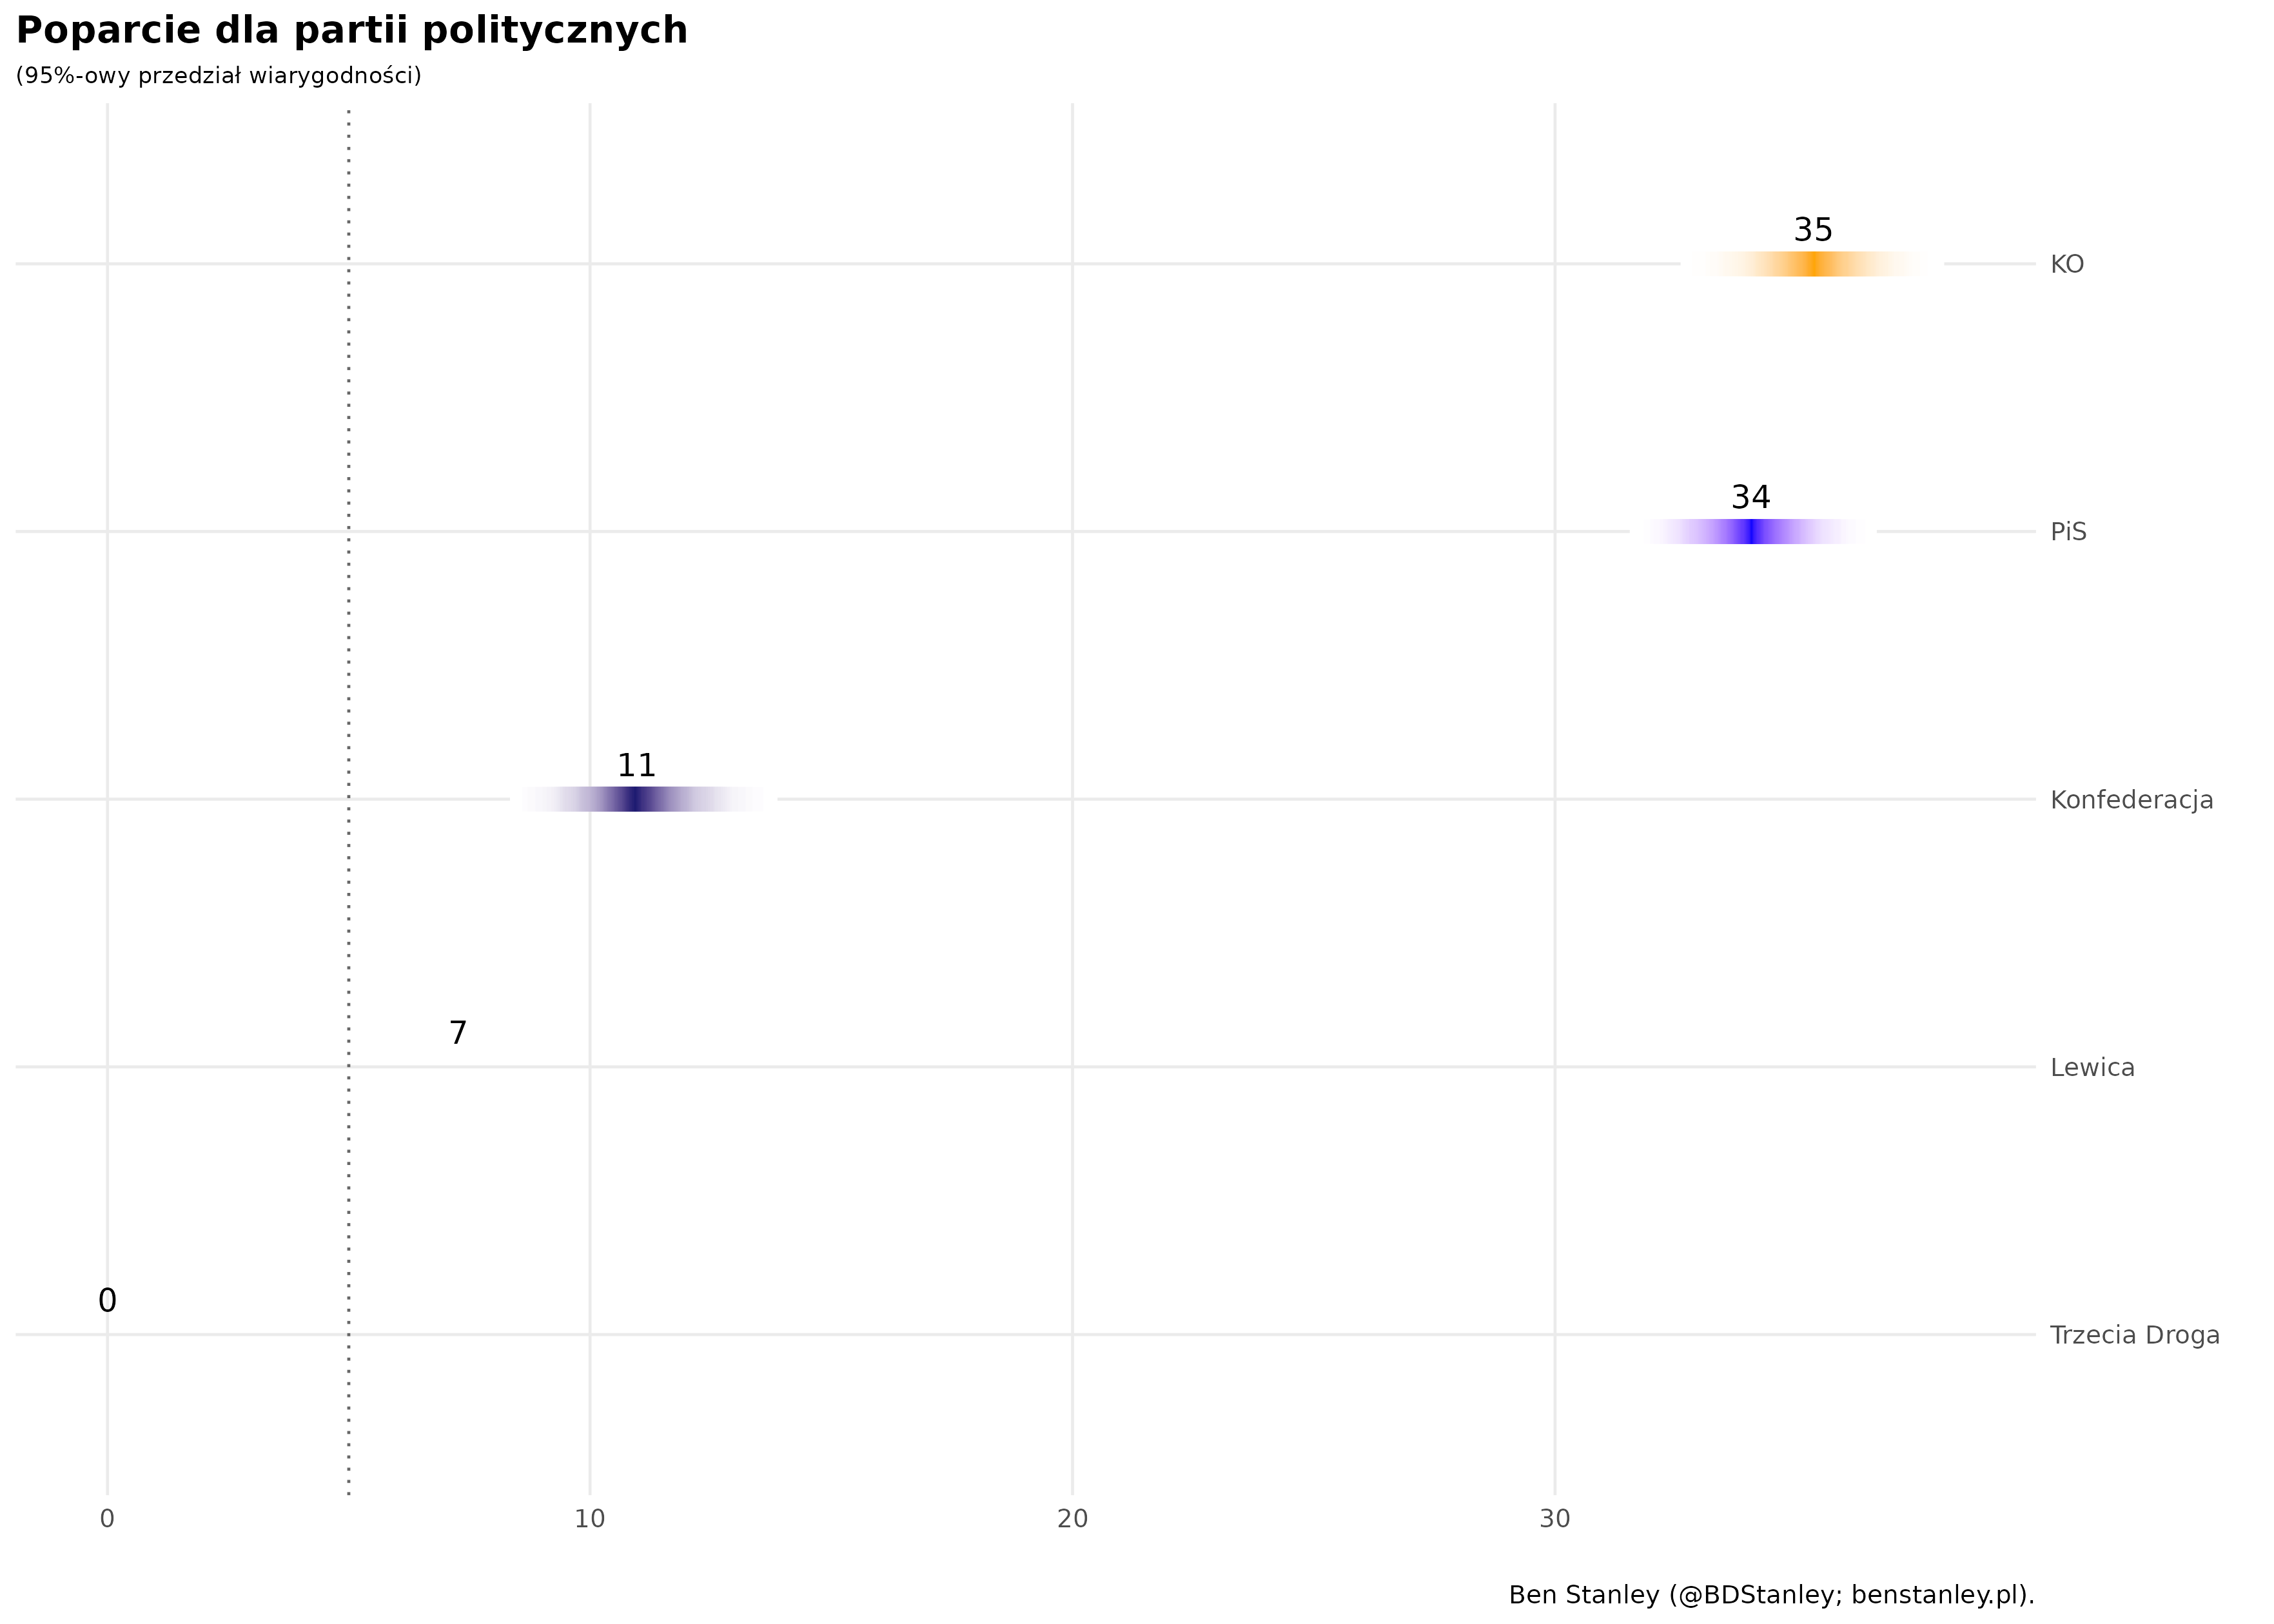 Poparcie dla partii politycznych
(95%-owy przedział wiarygodności)
35
KO
34
PiS
11
Konfederacja
7
Lewica
0
Trzecia Droga
0 10 20 30
Ben Stanley (@BDStanley; benstanley.pl).